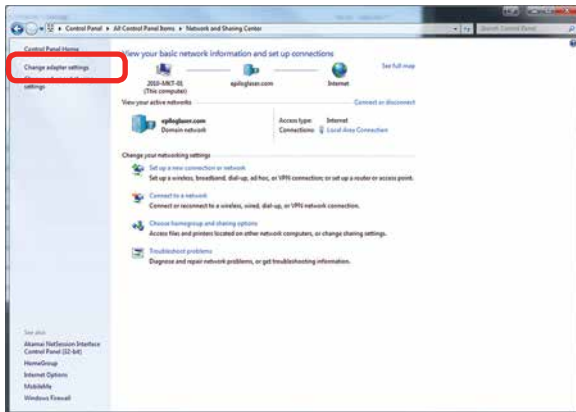 Control Panel ▸ All Control Panel Items ▸ Network and Sharing Center
Search Control Panel
Control Panel Home
Change adapter settings
settings
View your basic network information and set up connections
See full map
2010-MKT-01
(This computer)
epiloglaser.com
Internet
View your active networks
Connect or disconnect
epiloglaser.com
Domain network
Access type: Internet
Connections: Local Area Connection
Change your networking settings
Set up a new connection or network
Set up a wireless, broadband, dial-up, ad hoc, or VPN connection; or set up a router or access point.
Connect to a network
Connect or reconnect to a wireless, wired, dial-up, or VPN network connection.
Choose homegroup and sharing options
Access files and printers located on other network computers, or change sharing settings.
Troubleshoot problems
Diagnose and repair network problems, or get troubleshooting information.
See also
Akamai NetSession Interface
Control Panel (32-bit)
HomeGroup
Internet Options
MobileMe
Windows Firewall